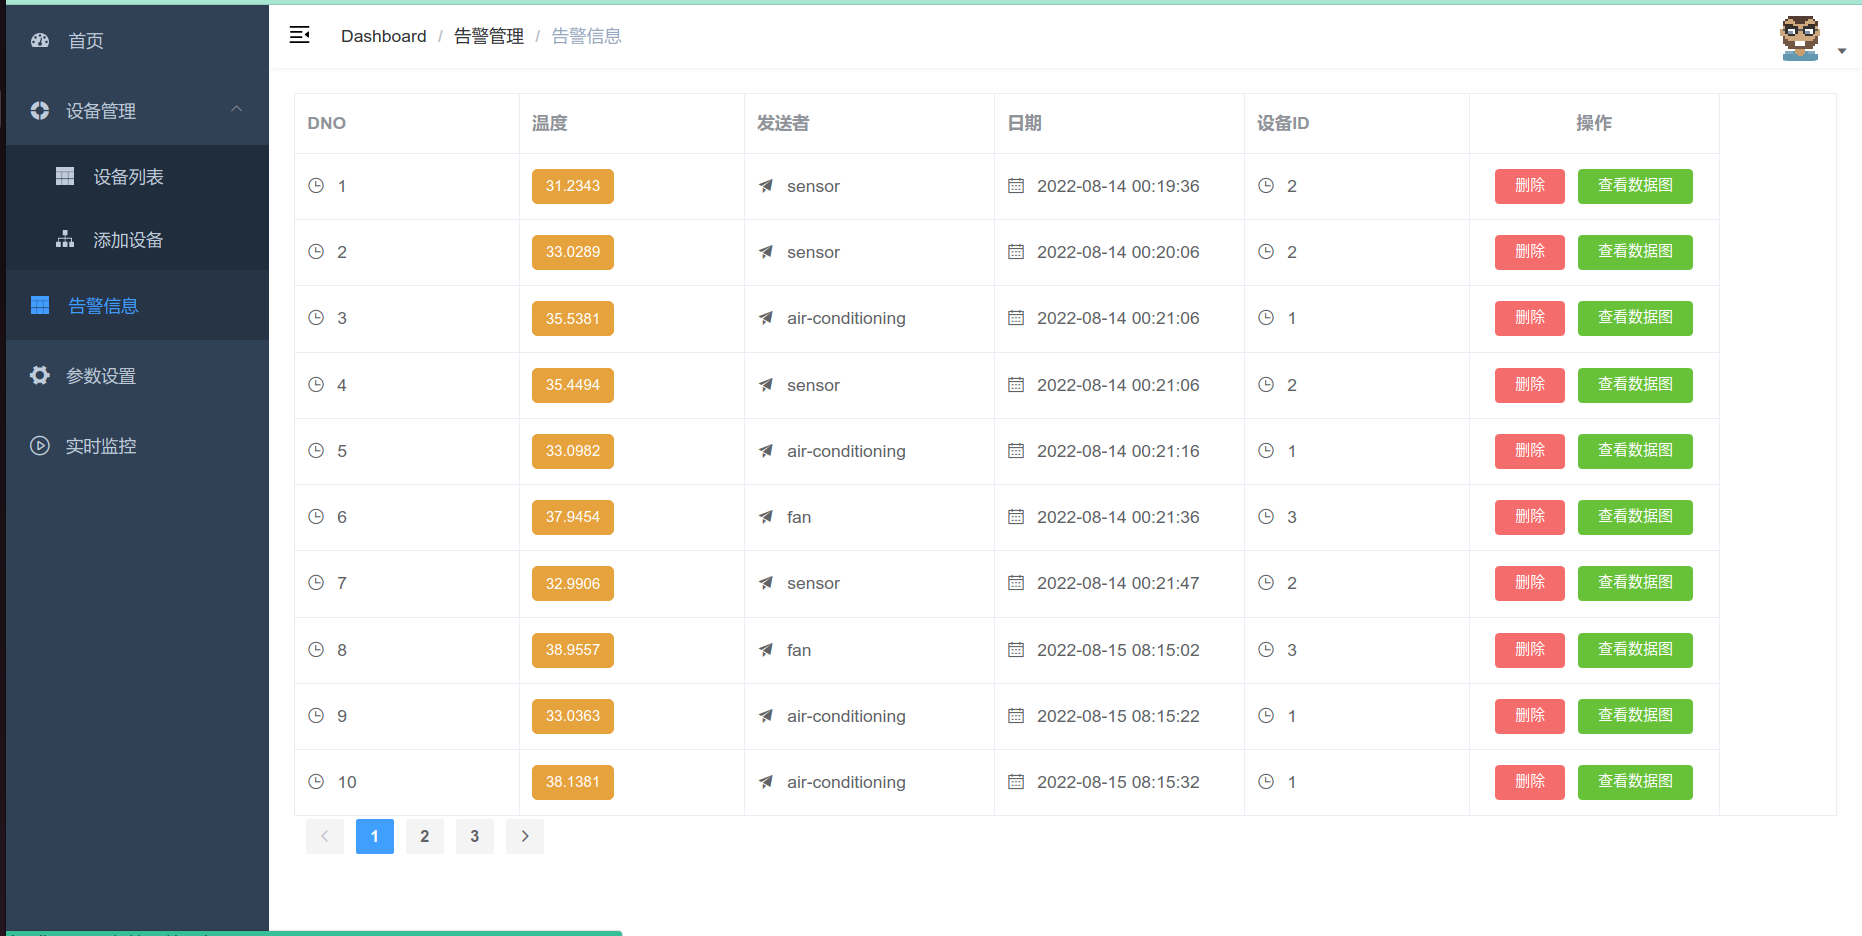 首页
设备管理
设备列表
添加设备
告警信息
参数设置
实时监控
Dashboard / 告警管理 / 告警信息
DNO 温度 发送者 日期 设备ID 操作
1 31.2343 sensor 2022-08-14 00:19:36 2 删除 查看数据图
2 33.0289 sensor 2022-08-14 00:20:06 2 删除 查看数据图
3 35.5381 air-conditioning 2022-08-14 00:21:06 1 删除 查看数据图
4 35.4494 sensor 2022-08-14 00:21:06 2 删除 查看数据图
5 33.0982 air-conditioning 2022-08-14 00:21:16 1 删除 查看数据图
6 37.9454 fan 2022-08-14 00:21:36 3 删除 查看数据图
7 32.9906 sensor 2022-08-14 00:21:47 2 删除 查看数据图
8 38.9557 fan 2022-08-15 08:15:02 3 删除 查看数据图
9 33.0363 air-conditioning 2022-08-15 08:15:22 1 删除 查看数据图
10 38.1381 air-conditioning 2022-08-15 08:15:32 1 删除 查看数据图
1 2 3